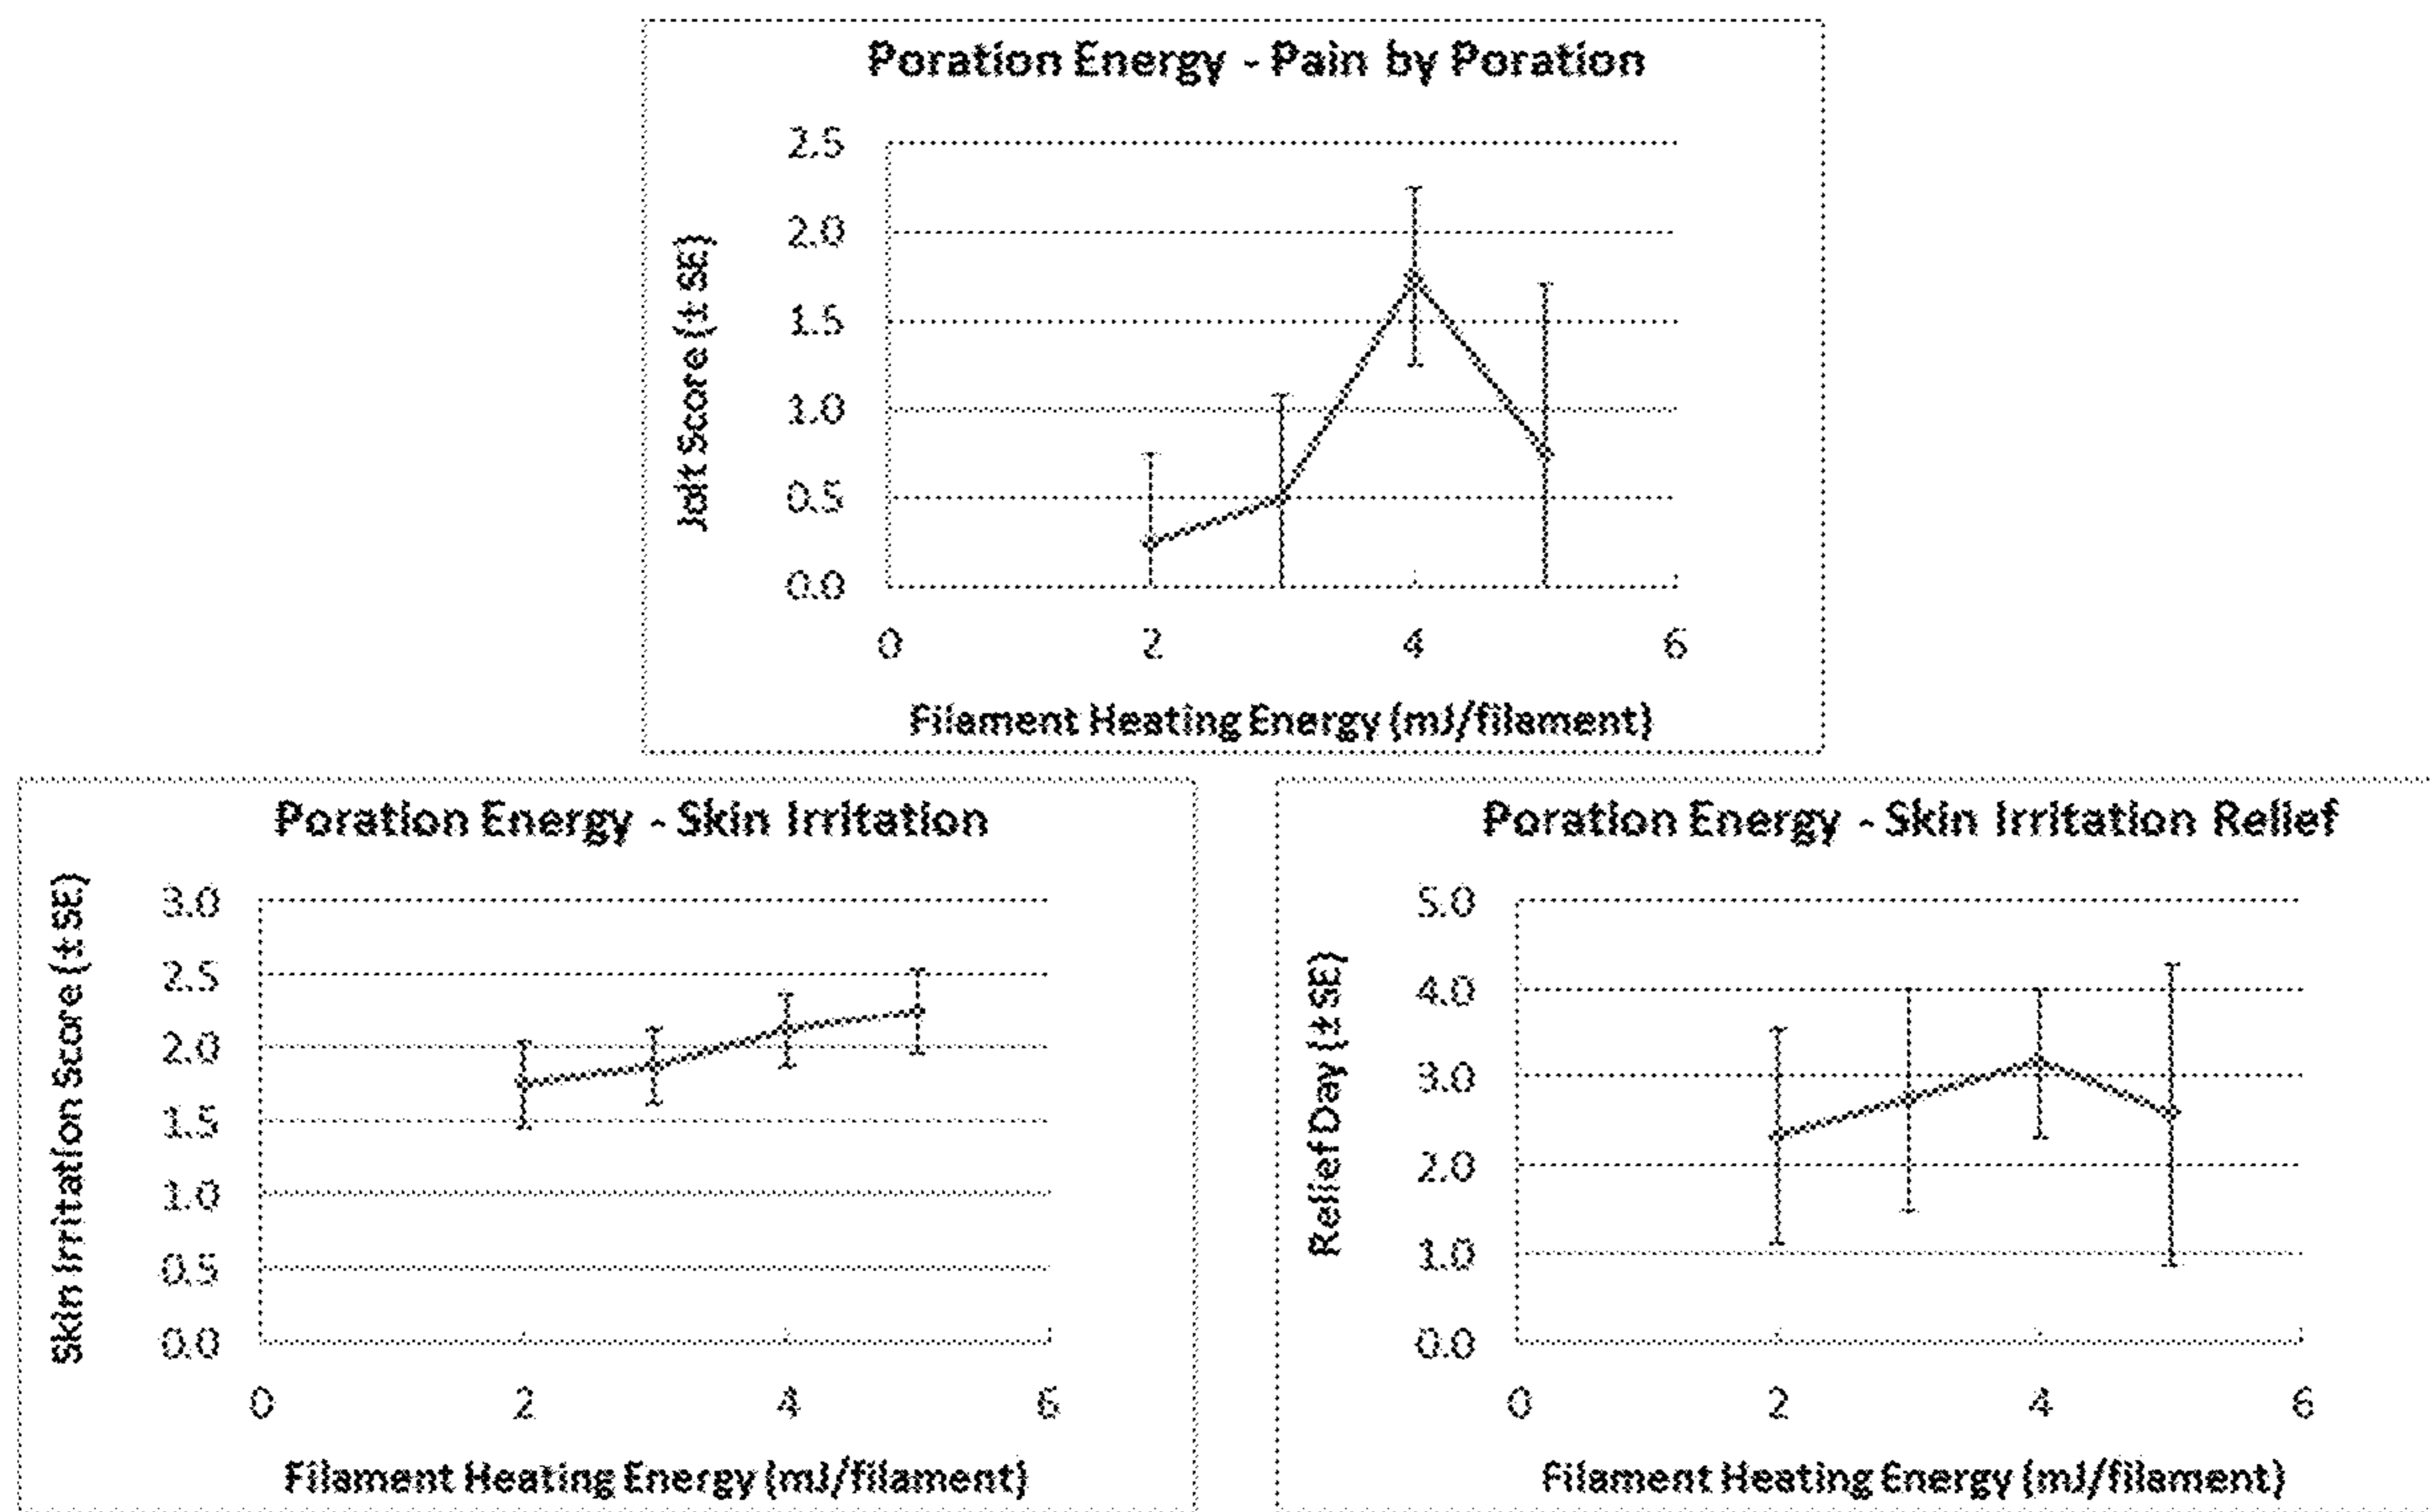 Poration Energy - Pain by Poration
Jolt Score (± SE)
2.5
2.0
1.5
1.0
0.5
0.0
0 2 4 6
Filament Heating Energy (mJ/filament)
Poration Energy - Skin Irritation
Skin Irritation Score (± SE)
3.0
2.5
2.0
1.5
1.0
0.5
0.0
0 2 4 6
Filament Heating Energy (mJ/filament)
Poration Energy - Skin Irritation Relief
Relief Day (± SE)
5.0
4.0
3.0
2.0
1.0
0.0
0 2 4 6
Filament Heating Energy (mJ/filament)